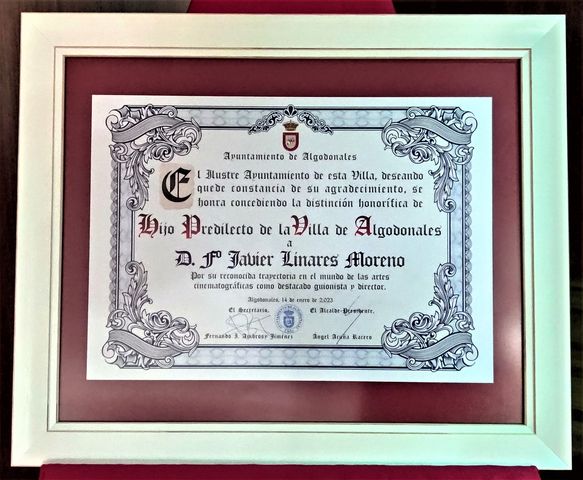 Ayuntamiento de Algodonales
El Ilustre Ayuntamiento de esta Villa, deseando
quede constancia de su agradecimiento, se
honra concediendo la distinción honorífica de
Hijo Predilecto de la Villa de Algodonales
a
D. Fº Javier Linares Moreno
Por su reconocida trayectoria en el mundo de las artes
cinematográficas como destacado guionista y director.
Algodonales, 14 de enero de 2.023
El Secretario, El Alcalde-Presidente,
Fernando J. Ambrosy Jiménez Ángel Acuña Racero